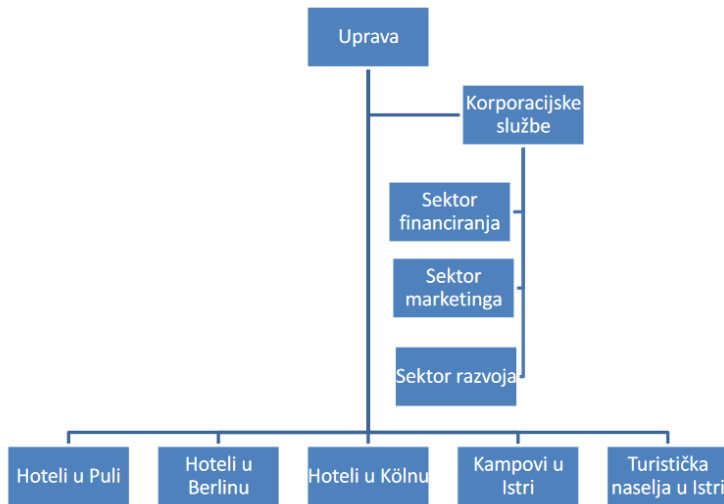 Uprava
Korporacijske
službe
Sektor
financiranja
Sektor
marketinga
Sektor razvoja
Hoteli u Puli
Hoteli u
Berlinu
Hoteli u Kölnu
Kampovi u
Istri
Turistička
naselja u Istri